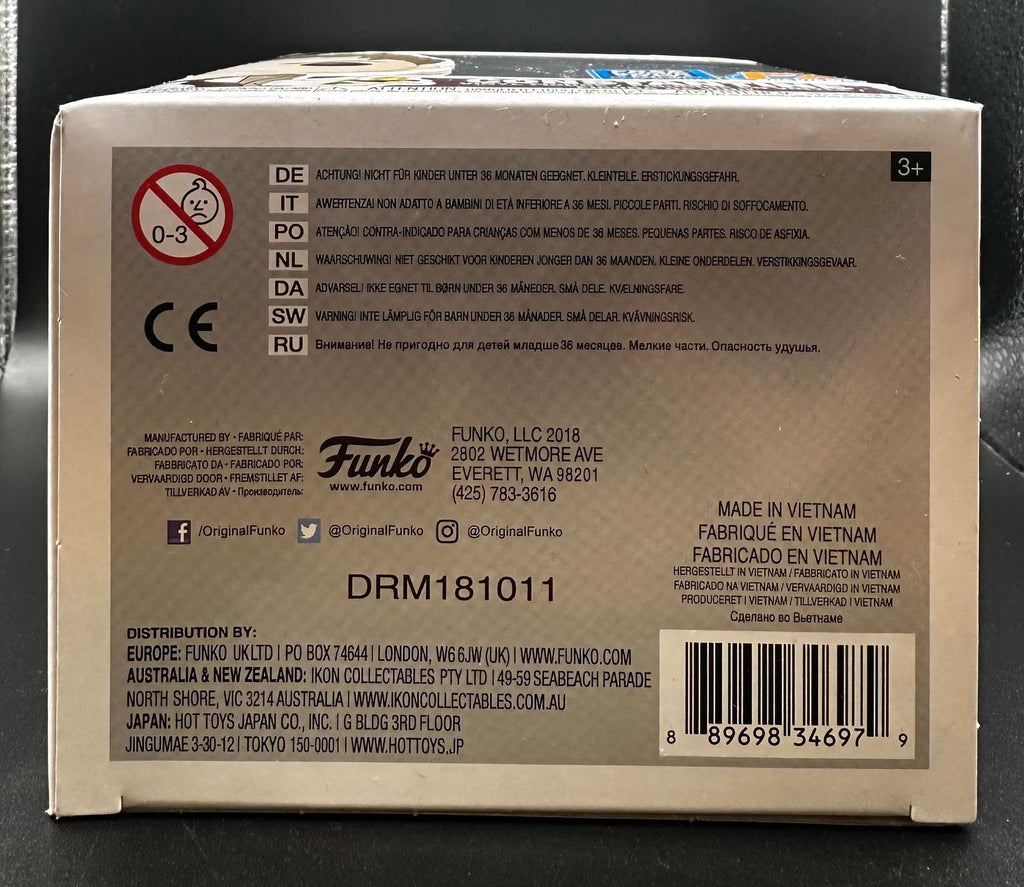 3+
0-3
DE ACHTUNG! NICHT FÜR KINDER UNTER 36 MONATEN GEEIGNET. KLEINTEILE. ERSTICKUNGSGEFAHR.
IT AWERTENZA! NON ADATTO A BAMBINI DI ETÀ INFERIORE A 36 MESI. PICCOLE PARTI. RISCHIO DI SOFFOCAMENTO.
PO ATENÇÃO! CONTRA-INDICADO PARA CRIANÇAS COM MENOS DE 36 MESES. PEQUENAS PARTES. RISCO DE ASFIXIA.
NL WAARSCHUWING! NIET GESCHIKT VOOR KINDEREN JONGER DAN 36 MAANDEN. KLEINE ONDERDELEN. VERSTIKKINGSGEVAAR.
DA ADVARSEL! IKKE EGNET TIL BØRN UNDER 36 MÅNEDER. SMÅ DELE. KVÆLNINGSFARE.
SW VARNING! INTE LÄMPLIG FÖR BARN UNDER 36 MÅNADER. SMÅ DELAR. KVÄVNINGSRISK.
RU Внимание! Не пригодно для детей младше 36 месяцев. Мелкие части. Опасность удушья.
CE
MANUFACTURED BY • FABRIQUÉ PAR:
FABRICADO POR • HERGESTELLT DURCH:
FABBRICATO DA • FABRICADO POR:
VERVAARDIGD DOOR • FREMSTILLET AF:
TILLVERKAD AV • Производитель:
Funko
www.funko.com
FUNKO, LLC 2018
2802 WETMORE AVE
EVERETT, WA 98201
(425) 783-3616
/OriginalFunko @OriginalFunko @OriginalFunko
DRM181011
MADE IN VIETNAM
FABRIQUÉ EN VIETNAM
FABRICADO EN VIETNAM
HERGESTELLT IN VIETNAM / FABBRICATO IN VIETNAM
FABRICADO NA VIETNAM / VERVAARDIGD IN VIETNAM
PRODUCERET I VIETNAM / TILLVERKAD I VIETNAM
Сделано во Вьетнаме
DISTRIBUTION BY:
EUROPE: FUNKO UK LTD | PO BOX 74644 | LONDON, W6 6JW (UK) | WWW.FUNKO.COM
AUSTRALIA & NEW ZEALAND: IKON COLLECTABLES PTY LTD | 49-59 SEABEACH PARADE
NORTH SHORE, VIC 3214 AUSTRALIA | WWW.IKONCOLLECTABLES.COM.AU
JAPAN: HOT TOYS JAPAN CO., INC. | G BLDG 3RD FLOOR
JINGUMAE 3-30-12 | TOKYO 150-0001 | WWW.HOTTOYS.JP
8 89698 34697 9